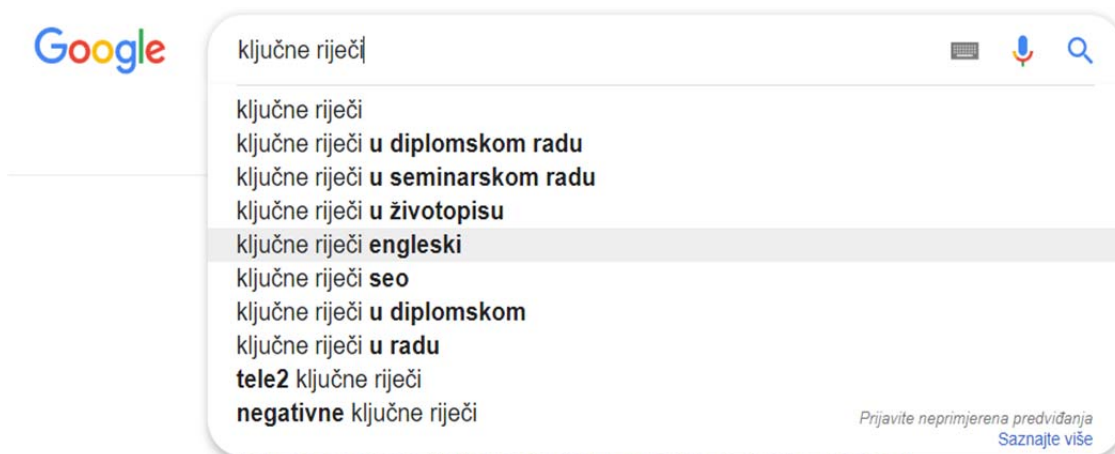 Google
ključne riječi
ključne riječi
ključne riječi u diplomskom radu
ključne riječi u seminarskom radu
ključne riječi u životopisu
ključne riječi engleski
ključne riječi seo
ključne riječi u diplomskom
ključne riječi u radu
tele2 ključne riječi
negativne ključne riječi
Prijavite neprimjerena predviđanja
Saznajte više